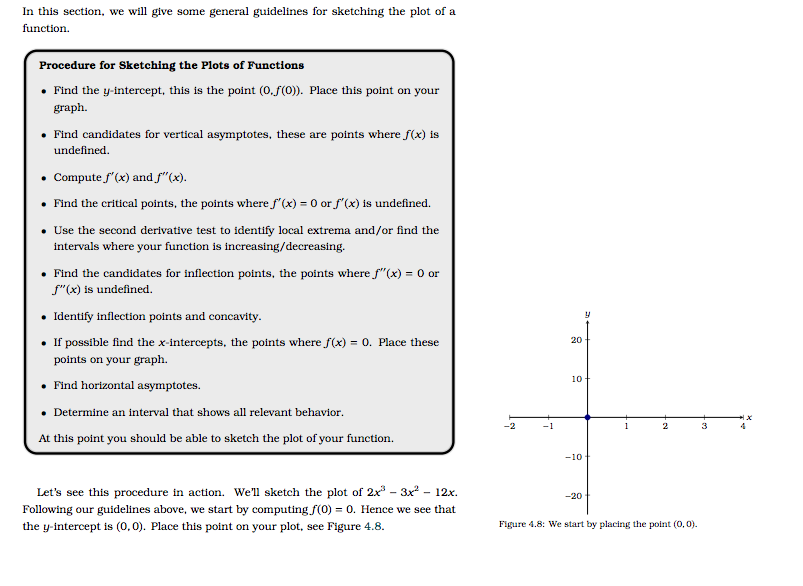 In this section, we will give some general guidelines for sketching the plot of a
function.
Procedure for Sketching the Plots of Functions
• Find the y-intercept, this is the point (0, f(0)). Place this point on your
graph.
• Find candidates for vertical asymptotes, these are points where f(x) is
undefined.
• Compute f′(x) and f″(x).
• Find the critical points, the points where f′(x) = 0 or f′(x) is undefined.
• Use the second derivative test to identify local extrema and/or find the
intervals where your function is increasing/decreasing.
• Find the candidates for inflection points, the points where f″(x) = 0 or
f″(x) is undefined.
• Identify inflection points and concavity.
• If possible find the x-intercepts, the points where f(x) = 0. Place these
points on your graph.
• Find horizontal asymptotes.
• Determine an interval that shows all relevant behavior.
At this point you should be able to sketch the plot of your function.
Let's see this procedure in action. We'll sketch the plot of 2x³ − 3x² − 12x.
Following our guidelines above, we start by computing f(0) = 0. Hence we see that
the y-intercept is (0, 0). Place this point on your plot, see Figure 4.8.
y
20
10
−2 −1 1 2 3 4 x
−10
−20
Figure 4.8: We start by placing the point (0, 0).